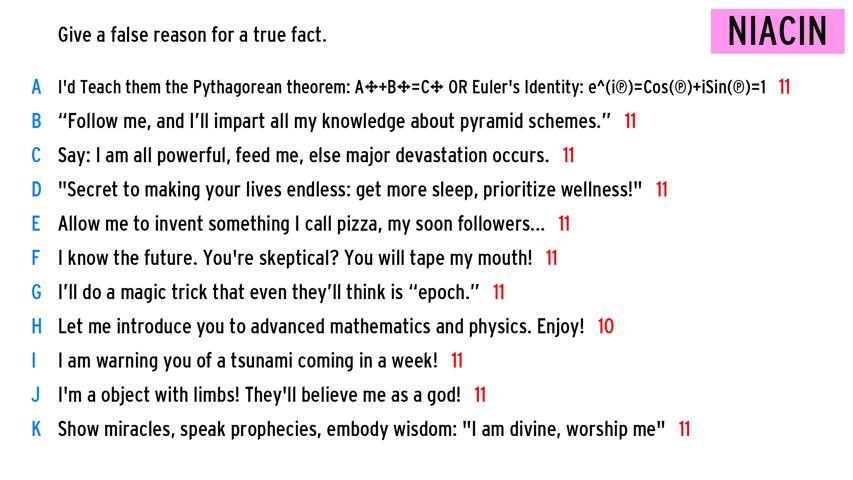 Give a false reason for a true fact.
NIACIN
A I'd Teach them the Pythagorean theorem: A✣+B✣=C✣ OR Euler's Identity: e^(i℗)=Cos(℗)+iSin(℗)=1 11
B “Follow me, and I’ll impart all my knowledge about pyramid schemes.” 11
C Say: I am all powerful, feed me, else major devastation occurs. 11
D "Secret to making your lives endless: get more sleep, prioritize wellness!" 11
E Allow me to invent something I call pizza, my soon followers... 11
F I know the future. You're skeptical? You will tape my mouth! 11
G I’ll do a magic trick that even they’ll think is “epoch.” 11
H Let me introduce you to advanced mathematics and physics. Enjoy! 10
I I am warning you of a tsunami coming in a week! 11
J I'm a object with limbs! They'll believe me as a god! 11
K Show miracles, speak prophecies, embody wisdom: "I am divine, worship me" 11